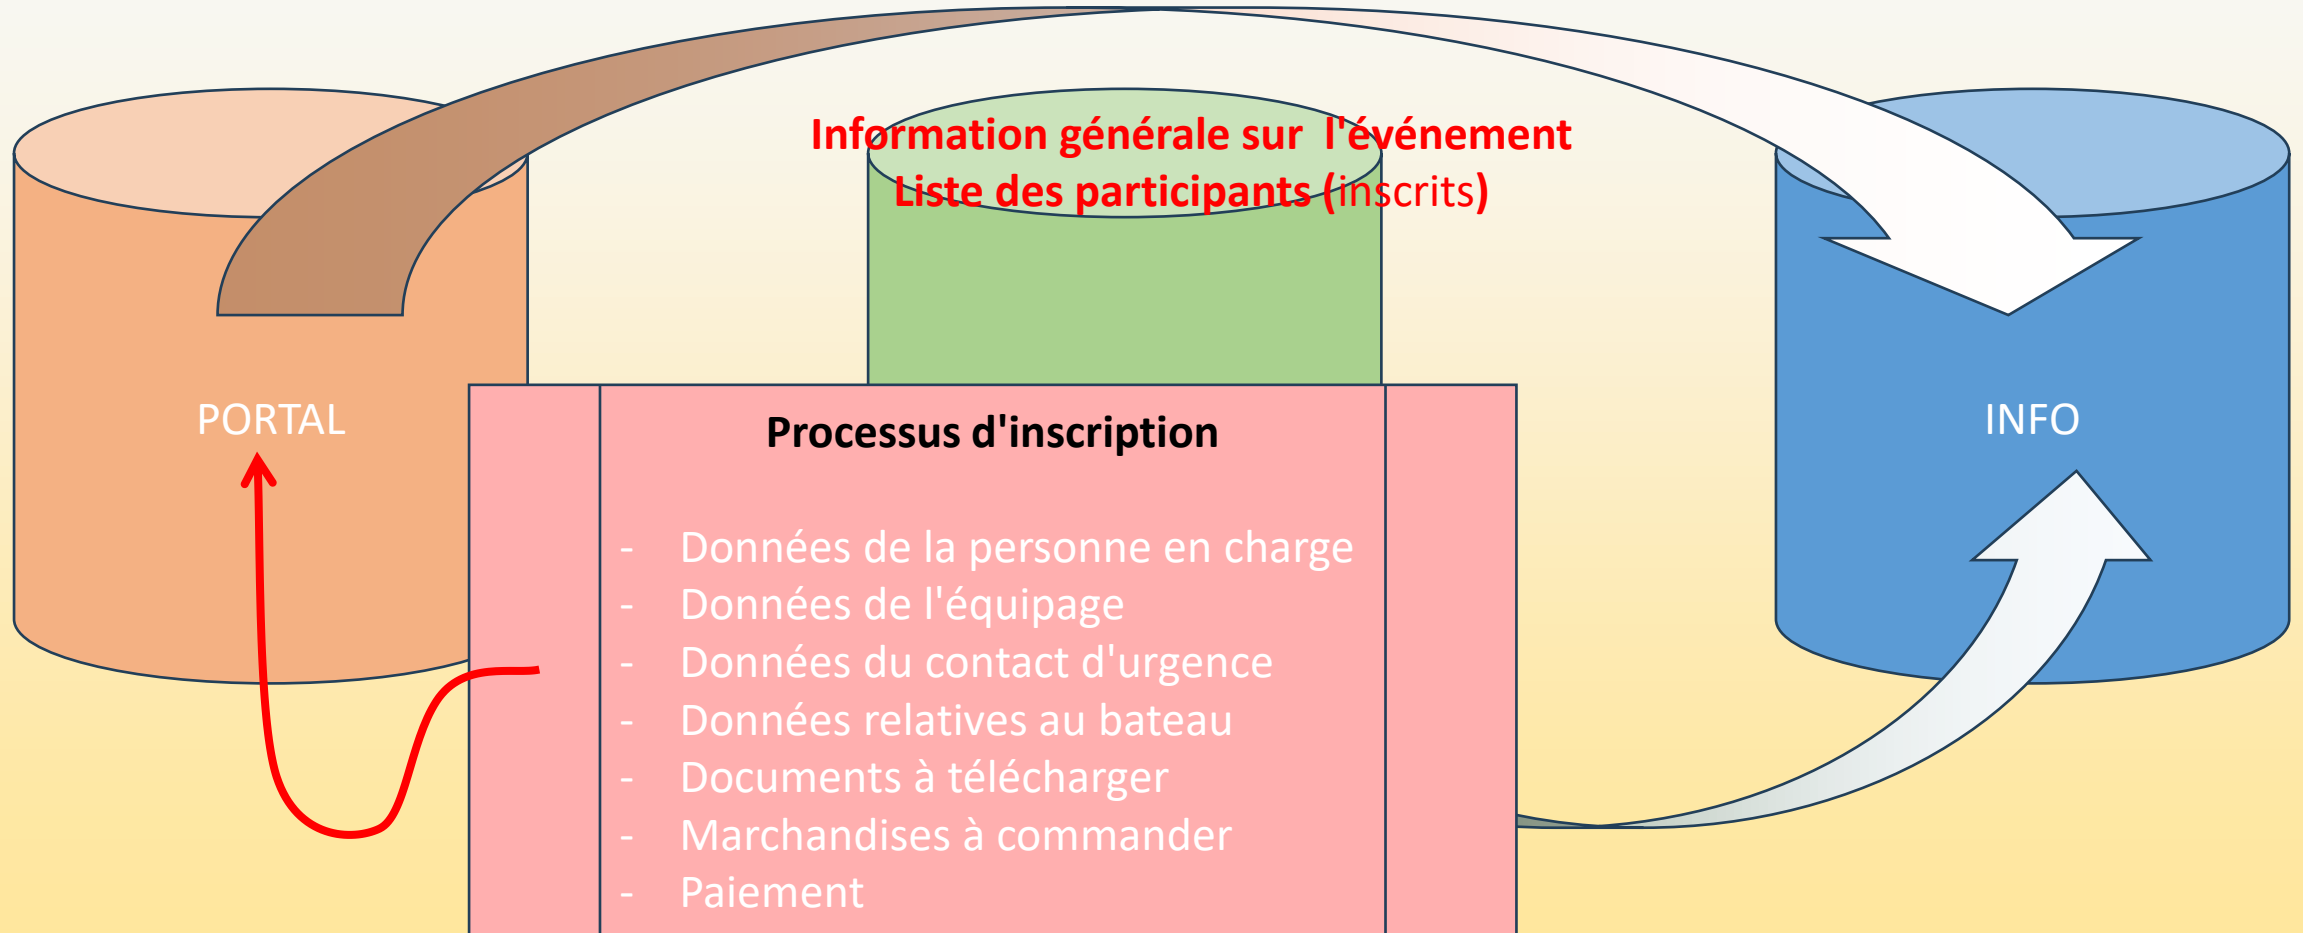 Information générale sur  l'événement
Liste des participants (inscrits)
PORTAL
INFO
Processus d'inscription
- Données de la personne en charge
- Données de l'équipage
- Données du contact d'urgence
- Données relatives au bateau
- Documents à télécharger
- Marchandises à commander
- Paiement